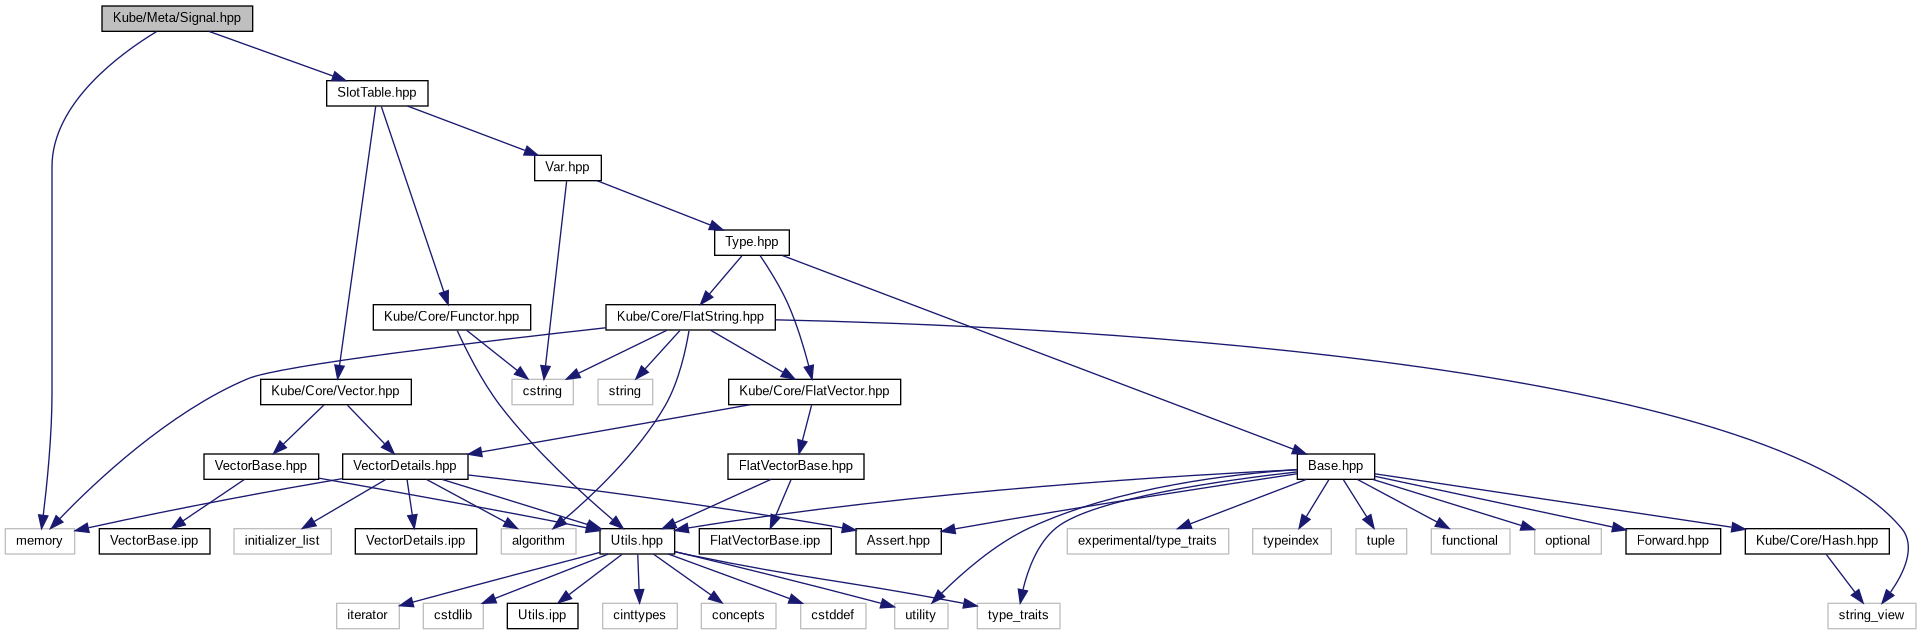 Kube/Meta/Signal.hpp
SlotTable.hpp
Var.hpp
Type.hpp
Kube/Core/Functor.hpp
Kube/Core/FlatString.hpp
Kube/Core/Vector.hpp
cstring
string
Kube/Core/FlatVector.hpp
VectorBase.hpp
VectorDetails.hpp
FlatVectorBase.hpp
Base.hpp
memory
VectorBase.ipp
initializer_list
VectorDetails.ipp
algorithm
Utils.hpp
FlatVectorBase.ipp
Assert.hpp
experimental/type_traits
typeindex
tuple
functional
optional
Forward.hpp
Kube/Core/Hash.hpp
iterator
cstdlib
Utils.ipp
cinttypes
concepts
cstddef
utility
type_traits
string_view